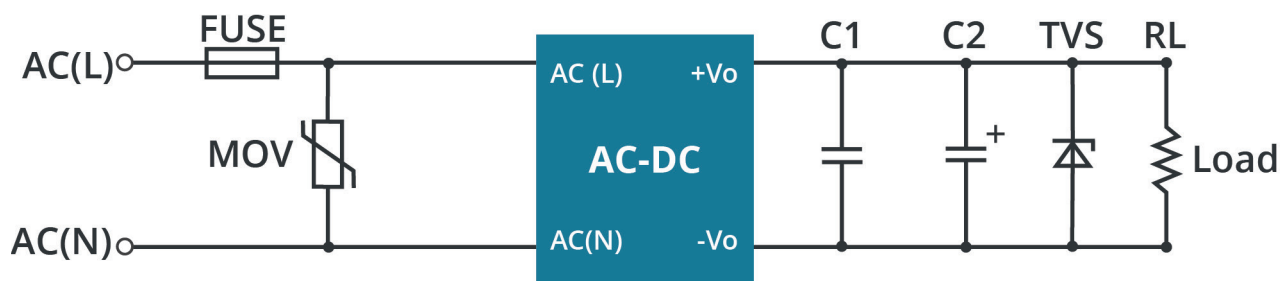 FUSE
C1
C2
TVS
RL
AC(L)
AC (L)
+Vo
MOV
AC-DC
+
Load
AC(N)
AC(N)
-Vo